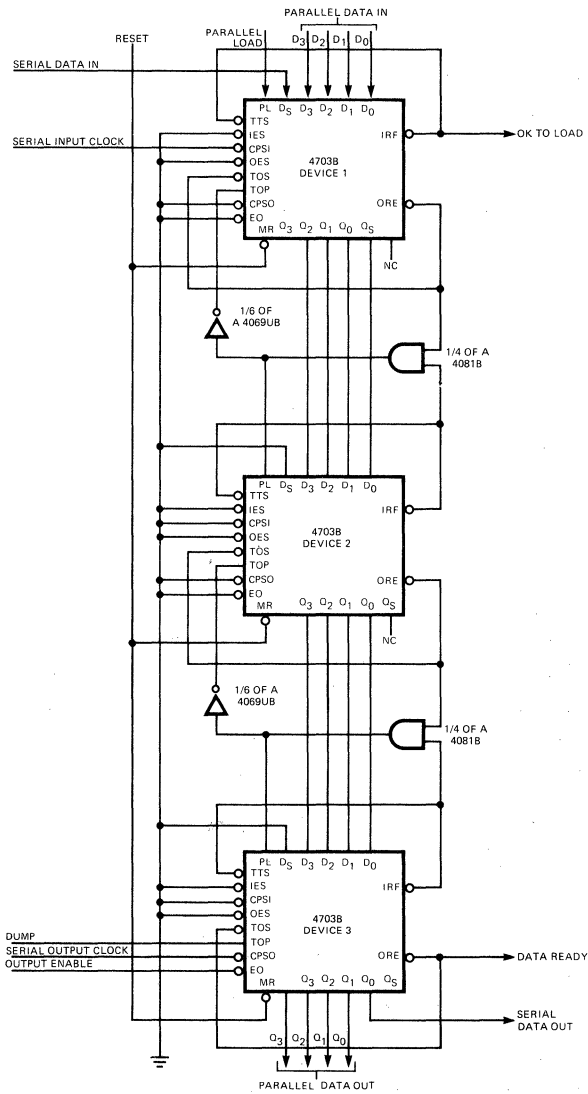 PARALLEL DATA IN
RESET
PARALLEL LOAD
D3 D2 D1 D0
SERIAL DATA IN
PL DS D3 D2 D1 D0
TTS
IES
IRF
OK TO LOAD
SERIAL INPUT CLOCK
CPSI
OES
4703B
DEVICE 1
TOS
TOP
CPSO
ORE
EO
MR Q3 Q2 Q1 Q0 QS
NC
1/6 OF
A 4069UB
1/4 OF A
4081B
PL DS D3 D2 D1 D0
TTS
IES
IRF
CPSI
OES
4703B
DEVICE 2
TOS
TOP
CPSO
ORE
EO
MR Q3 Q2 Q1 Q0 QS
NC
1/6 OF A
4069UB
1/4 OF A
4081B
PL DS D3 D2 D1 D0
TTS
IES
IRF
CPSI
OES
4703B
DEVICE 3
TOS
DUMP
TOP
SERIAL OUTPUT CLOCK
CPSO
ORE
DATA READY
OUTPUT ENABLE
EO
MR Q3 Q2 Q1 Q0 QS
SERIAL
DATA OUT
Q3 Q2 Q1 Q0
PARALLEL DATA OUT